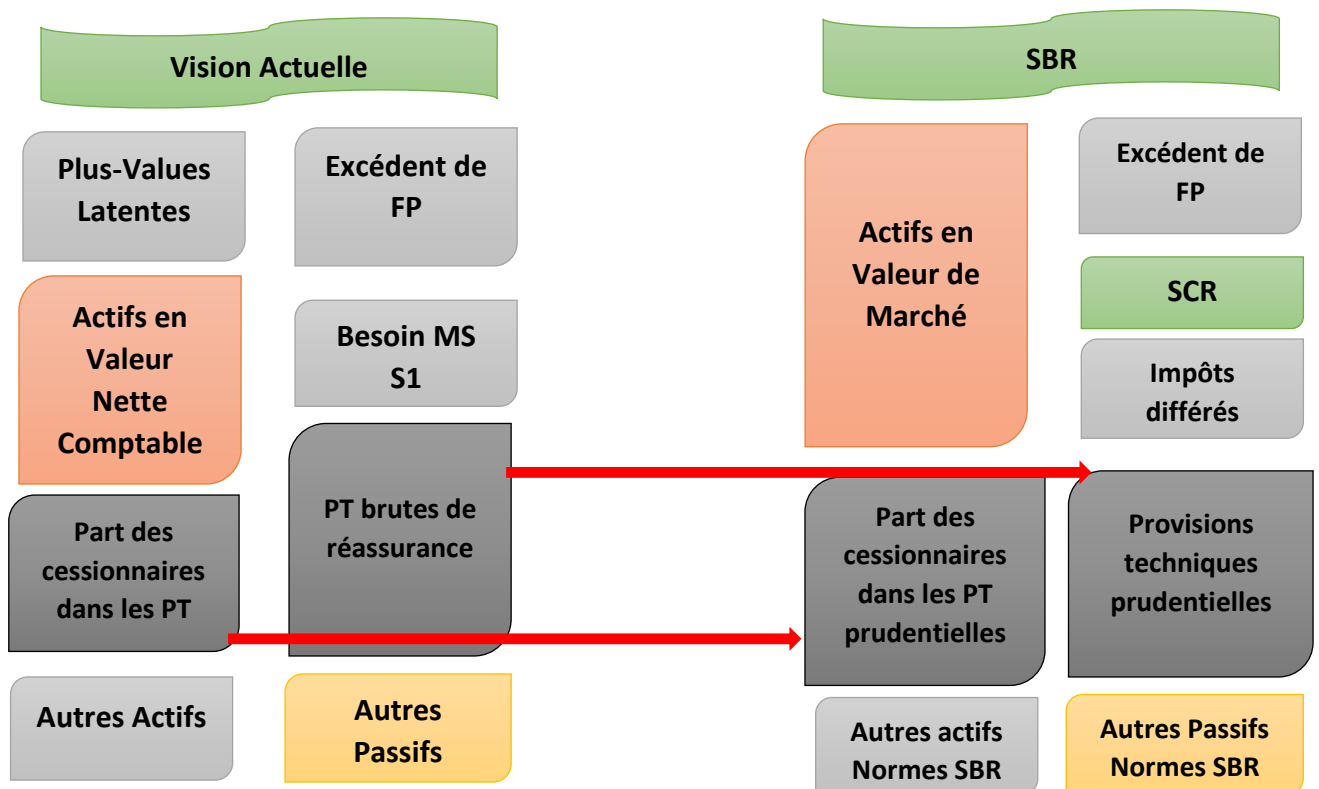 Vision Actuelle
Plus-Values
Latentes
Actifs en
Valeur
Nette
Comptable
Part des
cessionnaires
dans les PT
Autres Actifs
Excédent de
FP
Besoin MS
S1
PT brutes de
réassurance
Autres
Passifs
SBR
Actifs en
Valeur de
Marché
Part des
cessionnaires
dans les PT
prudentielles
Autres actifs
Normes SBR
Excédent de
FP
SCR
Impôts
différés
Provisions
techniques
prudentielles
Autres Passifs
Normes SBR